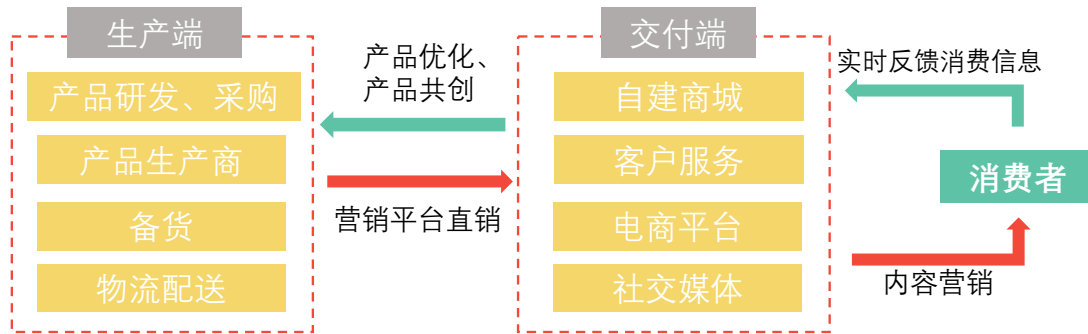 生产端
产品研发、采购
产品生产商
备货
物流配送
产品优化、
产品共创
营销平台直销
交付端
自建商城
客户服务
电商平台
社交媒体
实时反馈消费信息
消费者
内容营销